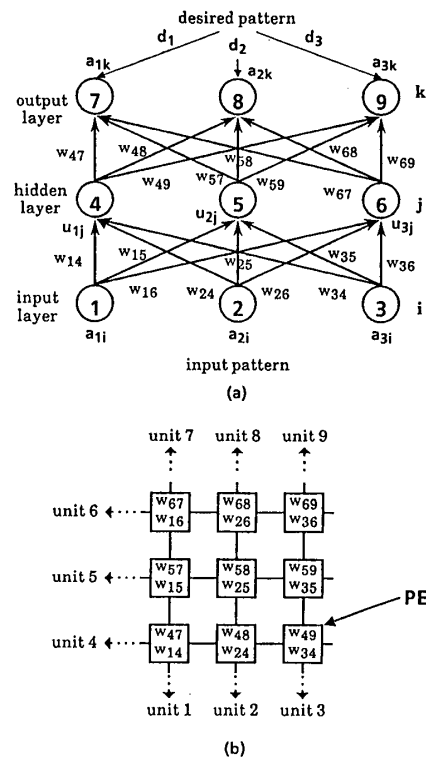 desired pattern
d1 d2 d3
a1k a2k a3k
output layer 7 8 9 k
w47 w48 w49 w58 w57 w59 w68 w67 w69
hidden layer 4 5 6 j
u1j u2j u3j
w14 w15 w16 w24 w25 w26 w35 w34 w36
input layer 1 2 3 i
a1i a2i a3i
input pattern
(a)
unit 7 unit 8 unit 9
unit 6 w67 w68 w69
w16 w26 w36
unit 5 w57 w58 w59
w15 w25 w35
PE
unit 4 w47 w48 w49
w14 w24 w34
unit 1 unit 2 unit 3
(b)